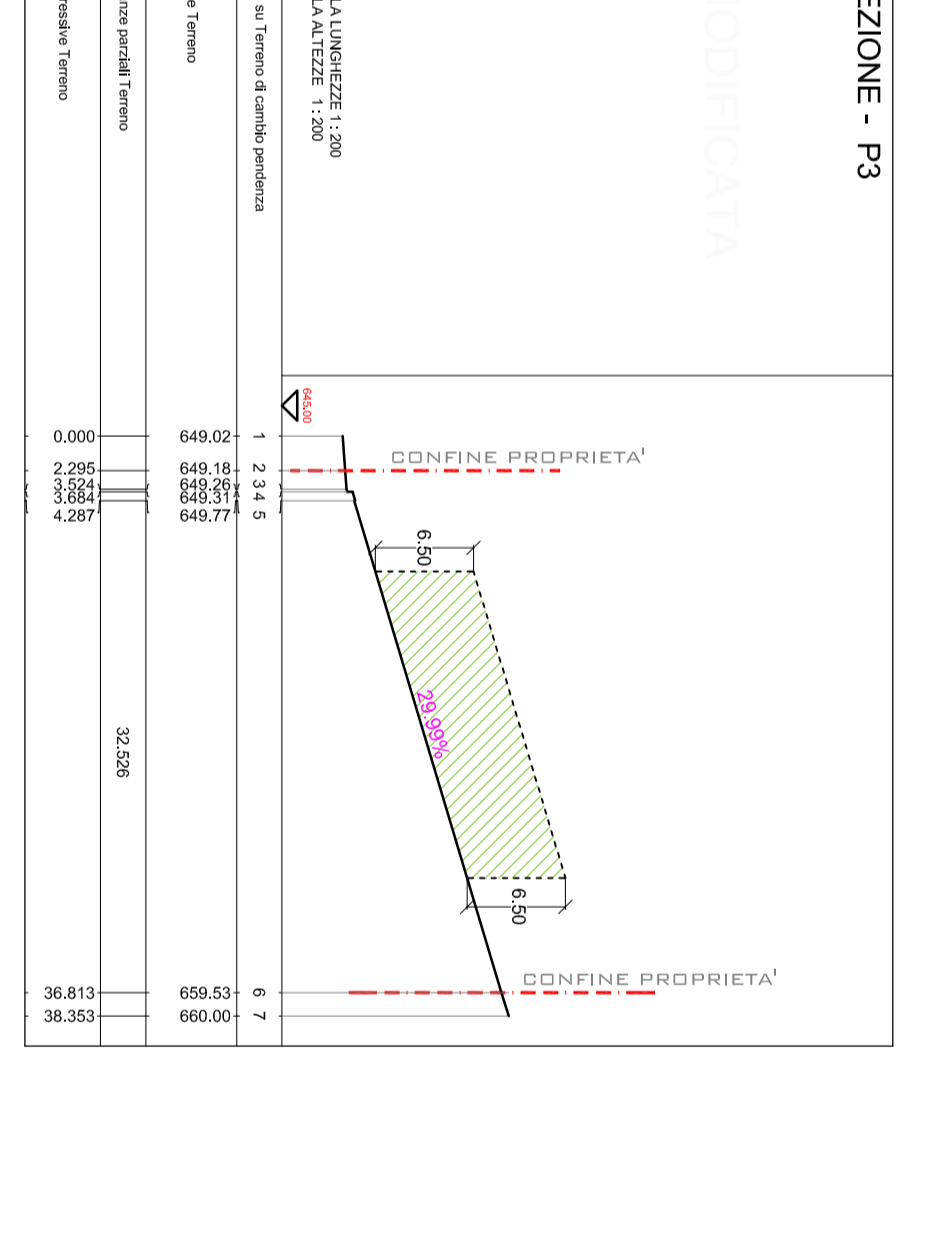 EZIONE - P3
MODIFICATA
LA LUNGHEZZE 1 : 200
LA ALTEZZE 1 : 200
su Terreno di cambio pendenza
e Terreno
nze parziali Terreno
ressive Terreno
645.00
1 2 3 4 5 6 7
649.02 649.18 649.26 649.31 649.77 659.53 660.00
32.526
0.000 2.295 3.524 3.684 4.287 36.813 38.353
CONFINE PROPRIETA'
6.50
29.99%
6.50
CONFINE PROPRIETA'